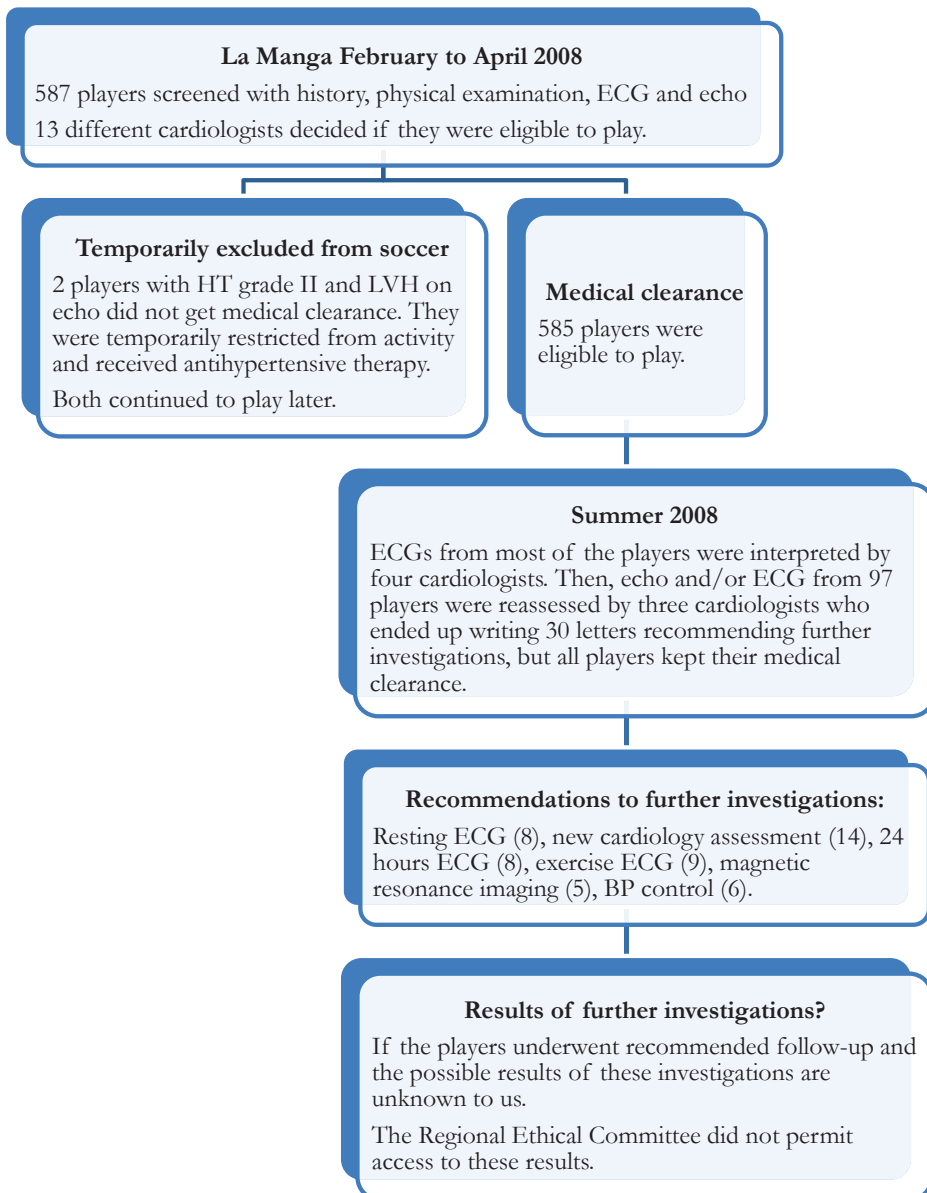 La Manga February to April 2008
587 players screened with history, physical examination, ECG and echo
13 different cardiologists decided if they were eligible to play.
Temporarily excluded from soccer
2 players with HT grade II and LVH on
echo did not get medical clearance. They
were temporarily restricted from activity
and received antihypertensive therapy.
Both continued to play later.
Medical clearance
585 players were
eligible to play.
Summer 2008
ECGs from most of the players were interpreted by
four cardiologists. Then, echo and/or ECG from 97
players were reassessed by three cardiologists who
ended up writing 30 letters recommending further
investigations, but all players kept their medical
clearance.
Recommendations to further investigations:
Resting ECG (8), new cardiology assessment (14), 24
hours ECG (8), exercise ECG (9), magnetic
resonance imaging (5), BP control (6).
Results of further investigations?
If the players underwent recommended follow-up and
the possible results of these investigations are
unknown to us.
The Regional Ethical Committee did not permit
access to these results.